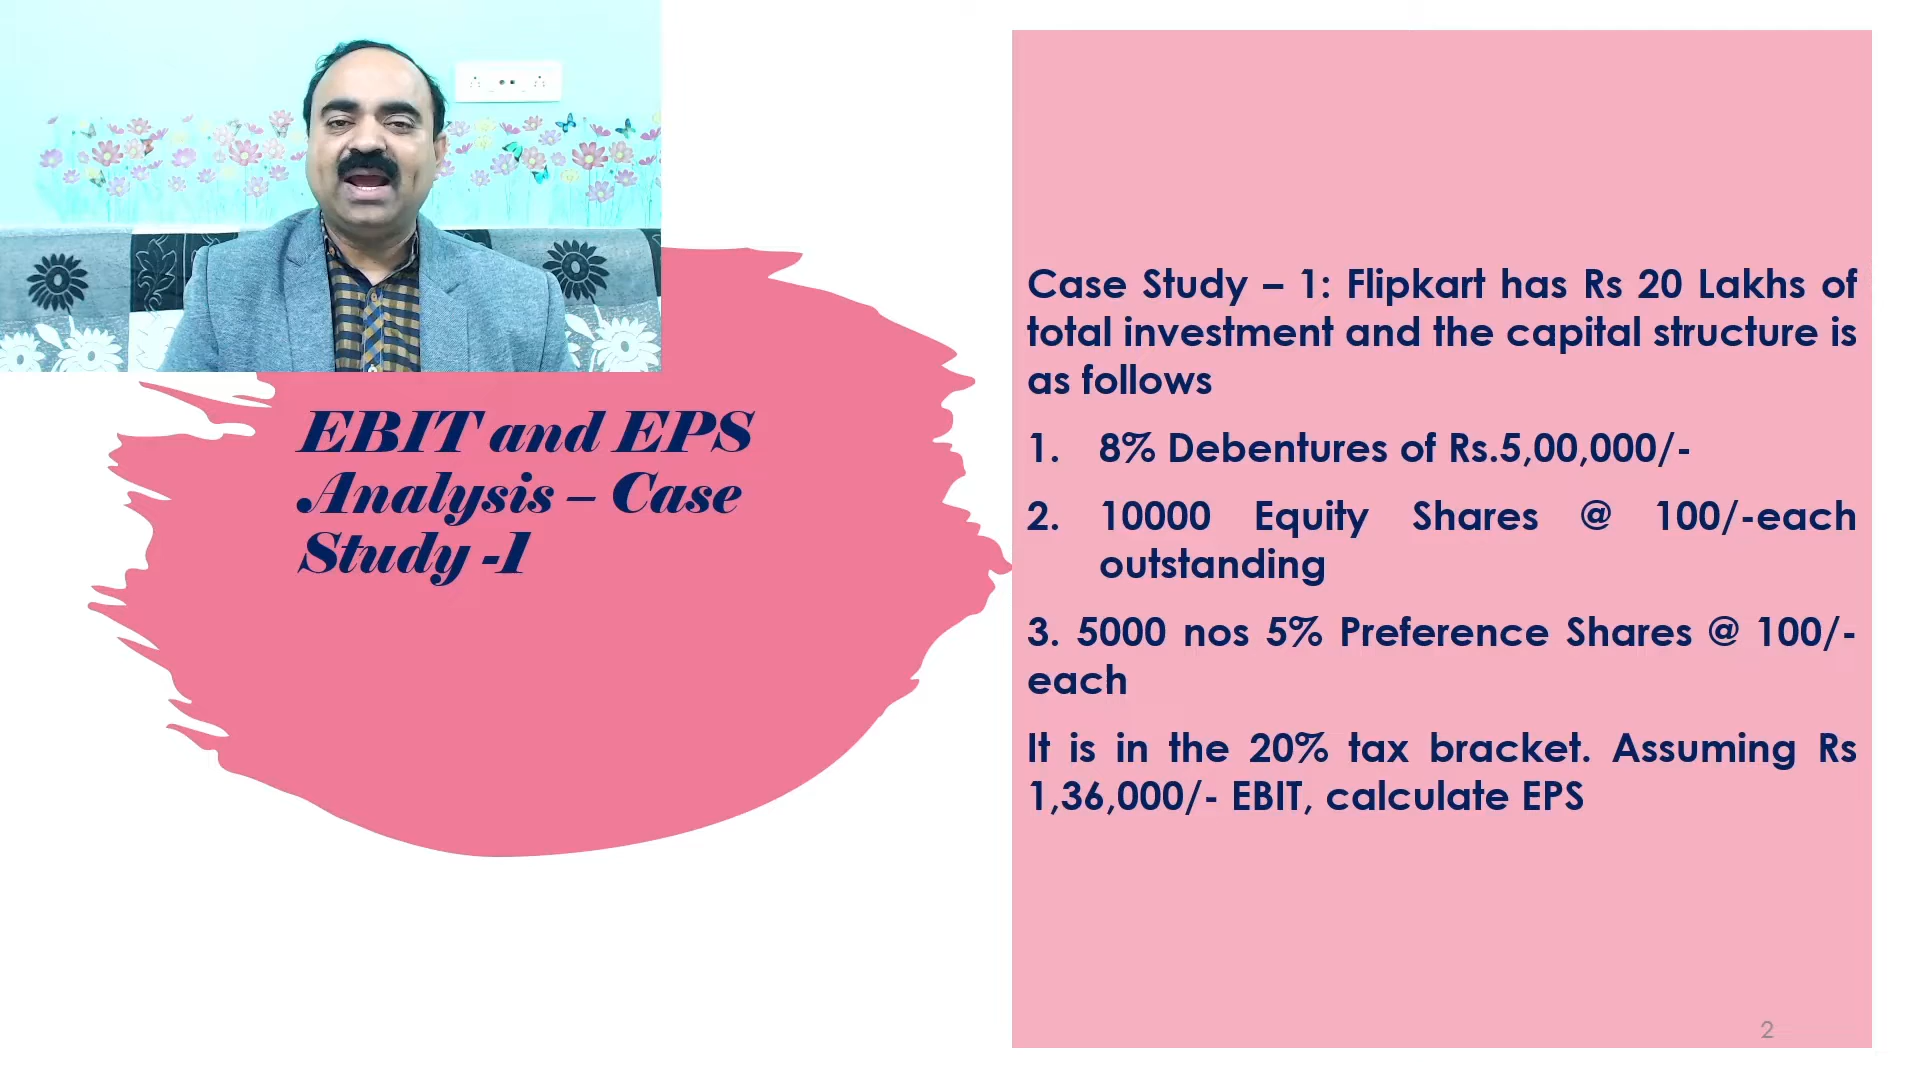 EBIT and EPS
Analysis – Case
Study -1
Case Study – 1: Flipkart has Rs 20 Lakhs of
total investment and the capital structure is
as follows
1. 8% Debentures of Rs.5,00,000/-
2. 10000 Equity Shares @ 100/-each
outstanding
3. 5000 nos 5% Preference Shares @ 100/-
each
It is in the 20% tax bracket. Assuming Rs
1,36,000/- EBIT, calculate EPS
2